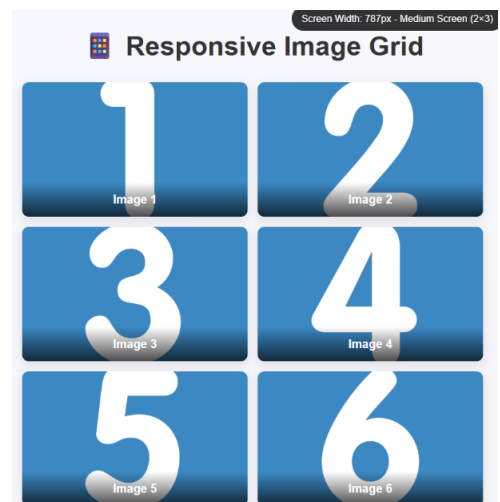 Screen Width: 787px - Medium Screen (2×3)
Responsive Image Grid
1
2
Image 1
Image 2
3
4
Image 3
Image 4
5
6
Image 5
Image 6